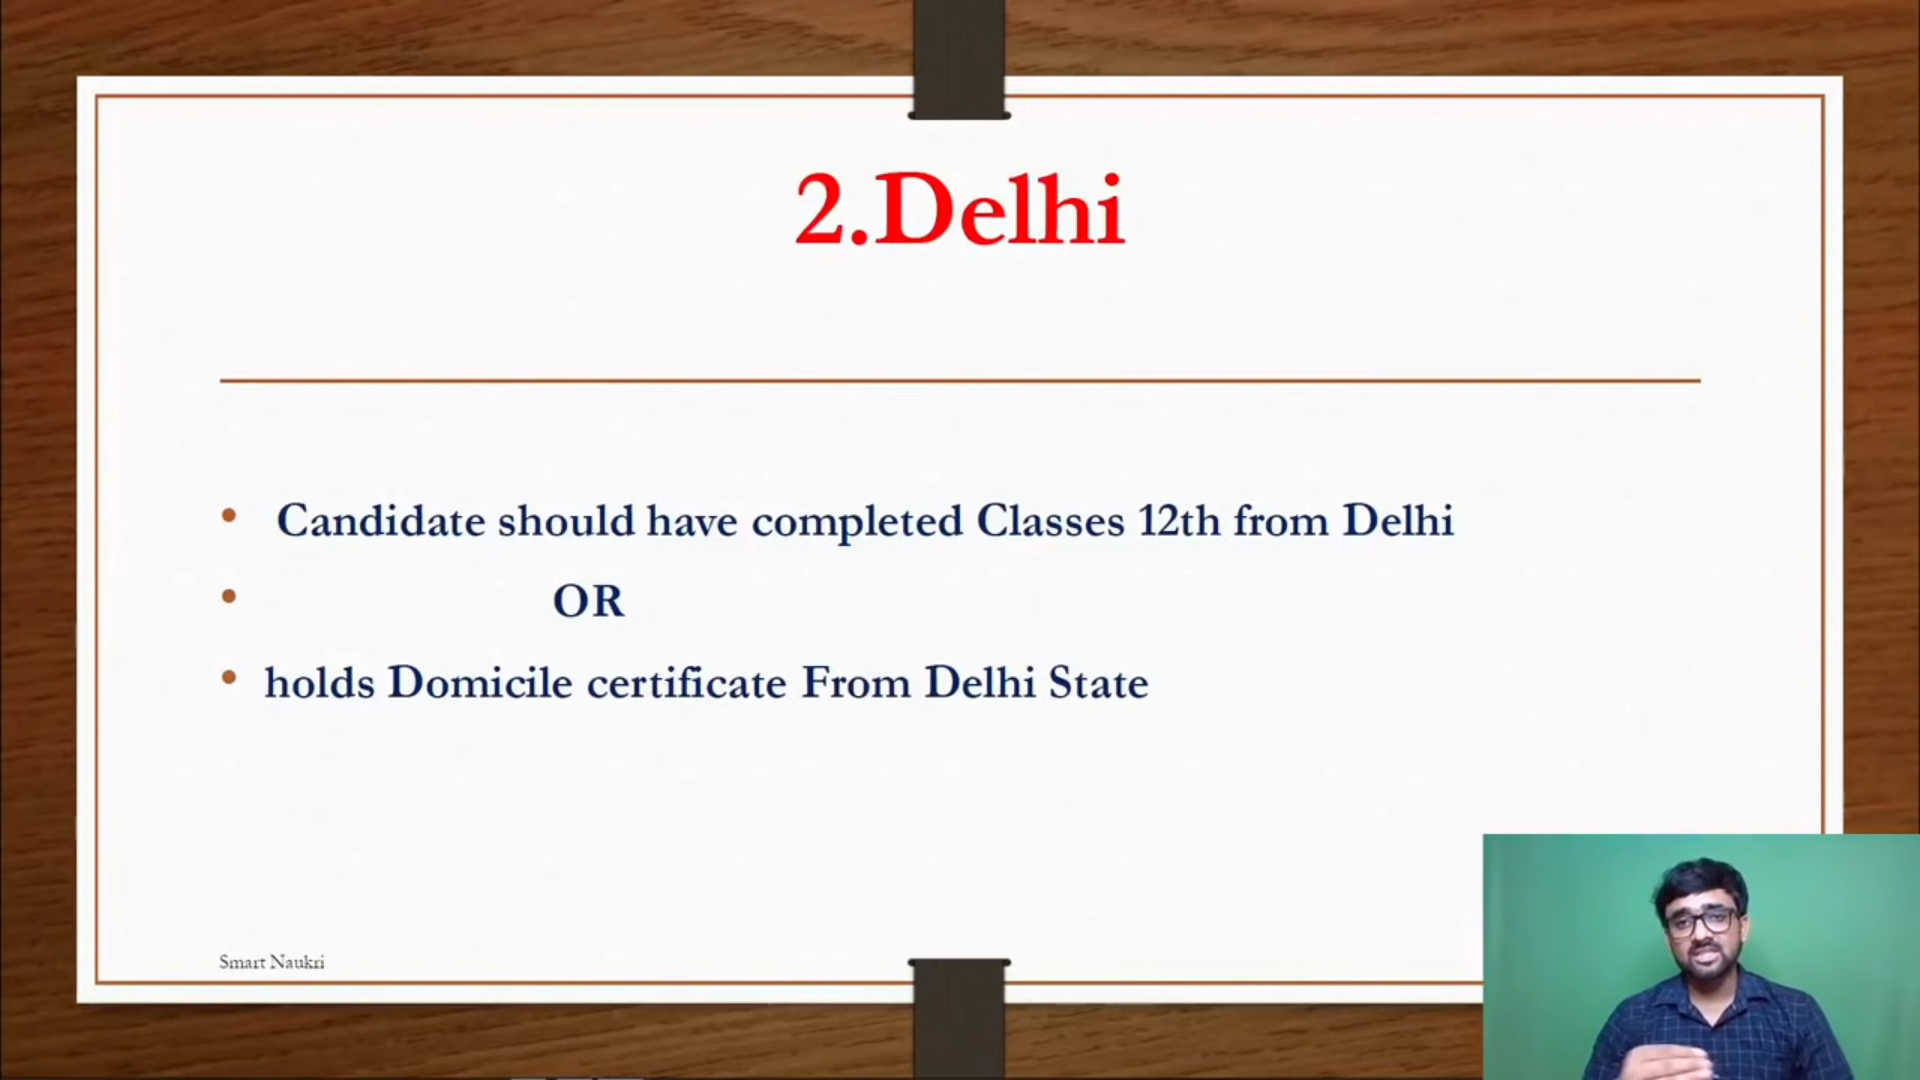 2.Delhi
• Candidate should have completed Classes 12th from Delhi
• OR
• holds Domicile certificate From Delhi State
Smart Naukri